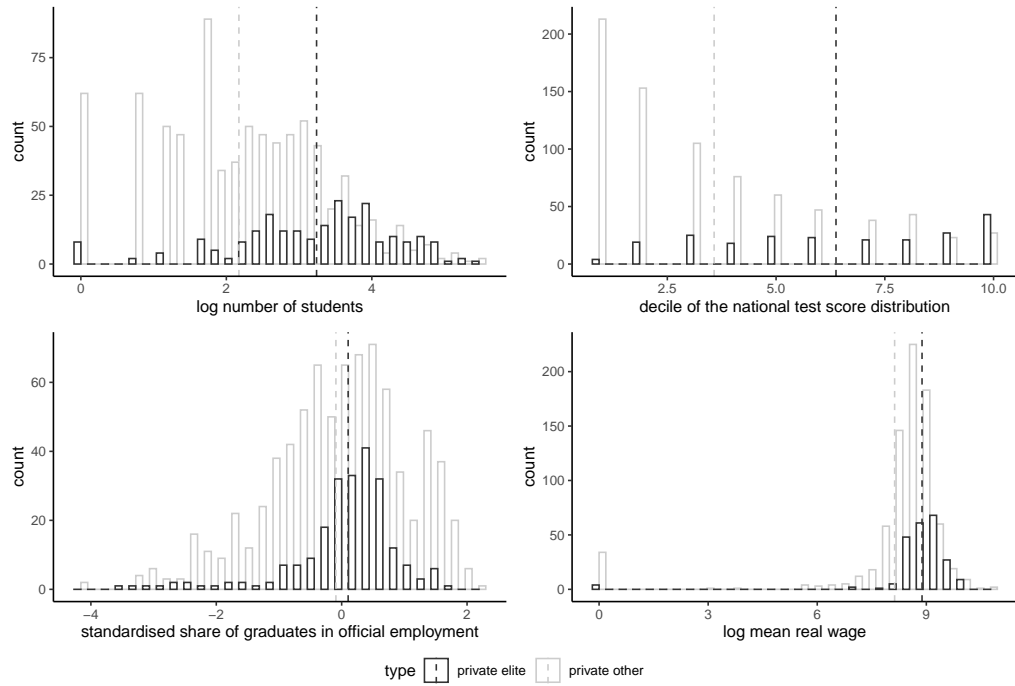 75
50
25
0
count
0 2 4
log number of students
200
150
100
50
0
count
2.5 5.0 7.5 10.0
decile of the national test score distribution
60
40
20
0
count
−4 −2 0 2
standardised share of graduates in official employment
200
150
100
50
0
count
0 3 6 9
log mean real wage
type private elite private other